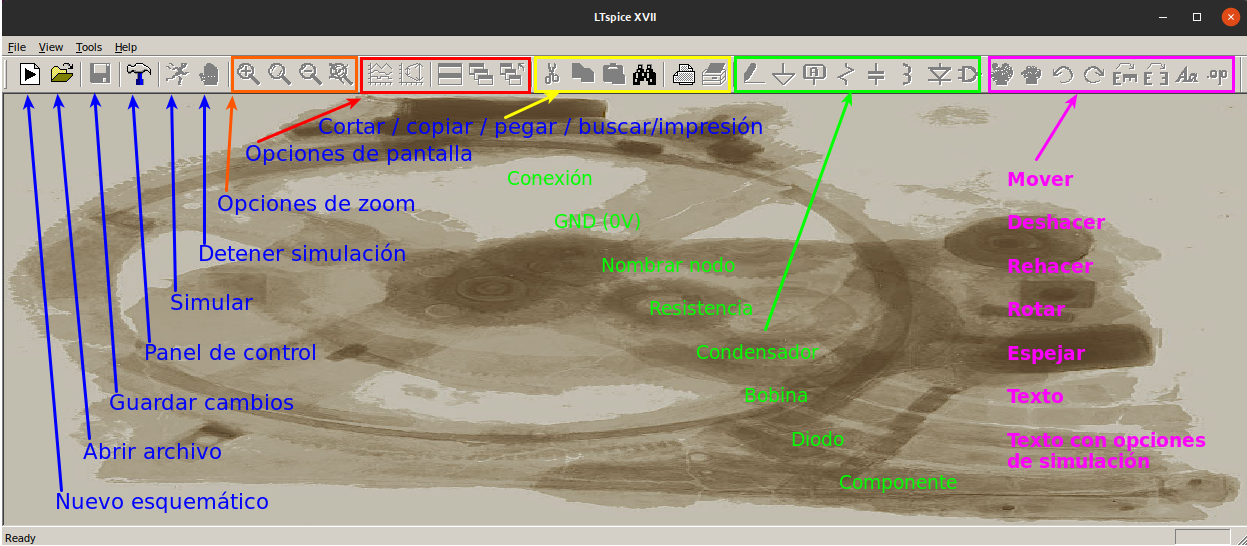 LTspice XVII
File View Tools Help
A
Aa .op
Cortar / copiar / pegar / buscar/impresión
Opciones de pantalla
Conexión
Mover
Opciones de zoom
GND (0V)
Deshacer
Detener simulación
Nombrar nodo
Rehacer
Simular
Resistencia
Rotar
Panel de control
Condensador
Espejar
Guardar cambios
Bobina
Texto
Abrir archivo
Diodo
Texto con opciones
de simulación
Componente
Nuevo esquemático
Ready